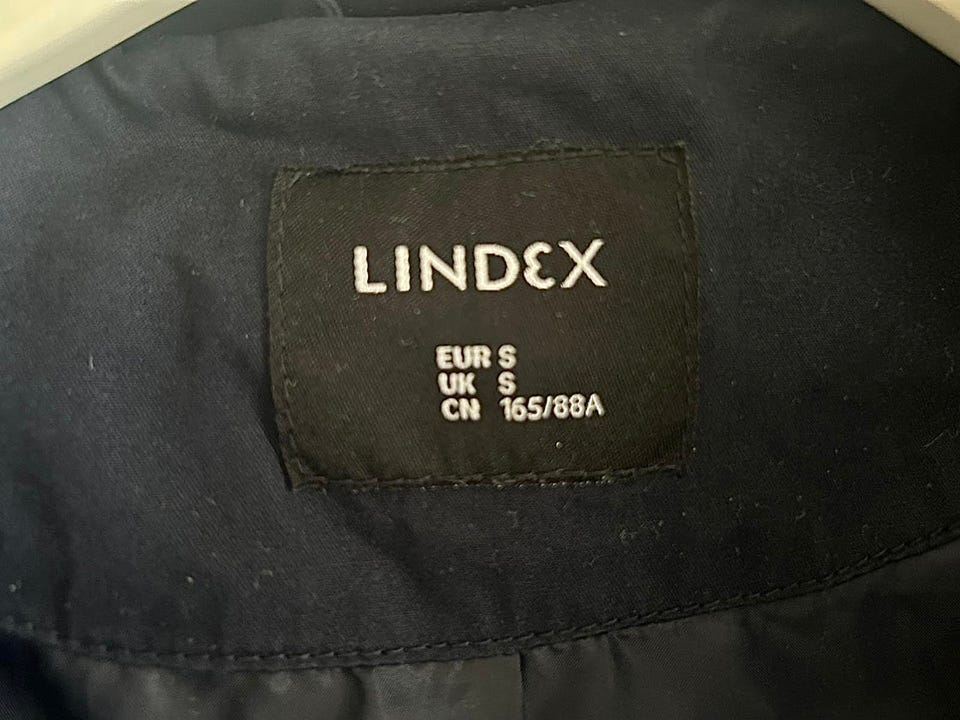 LINDEX
EUR S
UK S
CN 165/88A